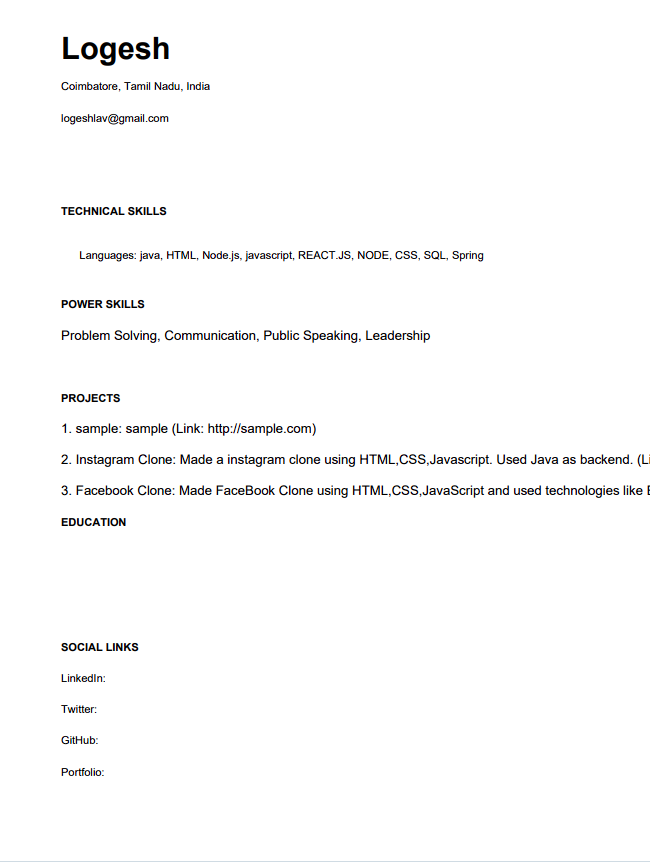 Logesh
Coimbatore, Tamil Nadu, India
logeshlav@gmail.com
TECHNICAL SKILLS
Languages: java, HTML, Node.js, javascript, REACT.JS, NODE, CSS, SQL, Spring
POWER SKILLS
Problem Solving, Communication, Public Speaking, Leadership
PROJECTS
1. sample: sample (Link: http://sample.com)
2. Instagram Clone: Made a instagram clone using HTML,CSS,Javascript. Used Java as backend.
3. Facebook Clone: Made FaceBook Clone using HTML,CSS,JavaScript and used technologies like
EDUCATION
SOCIAL LINKS
LinkedIn:
Twitter:
GitHub:
Portfolio: